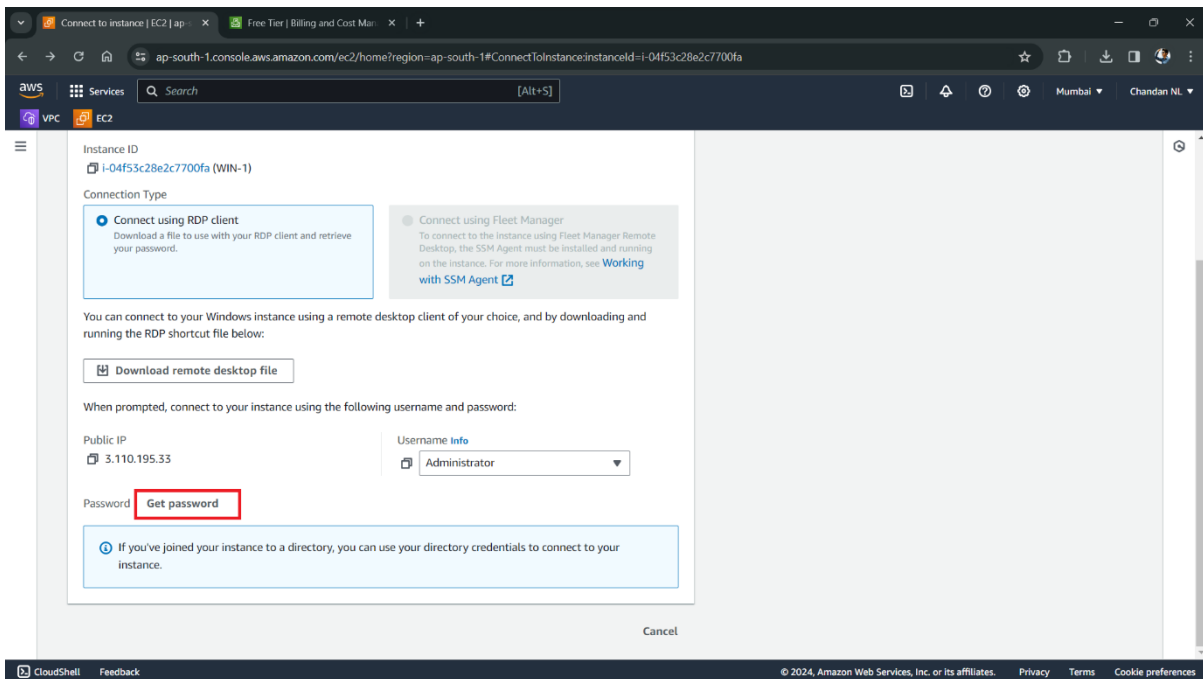 Connect to instance | EC2 | ap-s
Free Tier | Billing and Cost Man
ap-south-1.console.aws.amazon.com/ec2/home?region=ap-south-1#ConnectToInstance:instanceId=i-04f53c28e2c7700fa
aws
Services
Search
[Alt+S]
Mumbai
Chandan NL
VPC
EC2
Instance ID
i-04f53c28e2c7700fa (WIN-1)
Connection Type
Connect using RDP client
Download a file to use with your RDP client and retrieve
your password.
Connect using Fleet Manager
To connect to the instance using Fleet Manager Remote
Desktop, the SSM Agent must be installed and running
on the instance. For more information, see Working
with SSM Agent
You can connect to your Windows instance using a remote desktop client of your choice, and by downloading and
running the RDP shortcut file below:
Download remote desktop file
When prompted, connect to your instance using the following username and password:
Public IP
3.110.195.33
Username Info
Administrator
Password Get password
If you've joined your instance to a directory, you can use your directory credentials to connect to your
instance.
Cancel
CloudShell Feedback
© 2024, Amazon Web Services, Inc. or its affiliates. Privacy Terms Cookie preferences